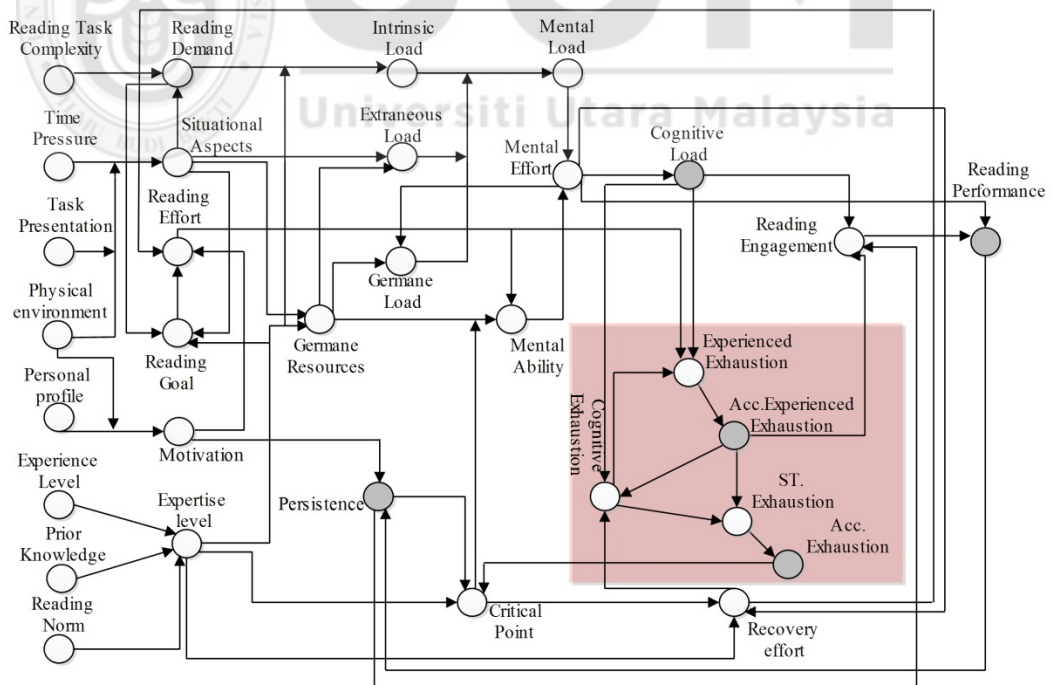 Reading Task
Complexity
Reading
Demand
Intrinsic
Load
Mental
Load
Universiti Utara Malaysia
Time
Pressure
Situational
Aspects
Extraneous
Load
Mental
Effort
Cognitive
Load
Reading
Performance
Task
Presentation
Reading
Effort
Reading
Engagement
Germane
Load
Physical
environment
Reading
Goal
Germane
Resources
Mental
Ability
Experienced
Exhaustion
Personal
profile
Motivation
Cognitive
Exhaustion
Acc.Experienced
Exhaustion
Experience
Level
Expertise
level
Persistence
ST.
Exhaustion
Prior
Knowledge
Acc.
Exhaustion
Reading
Norm
Critical
Point
Recovery
effort